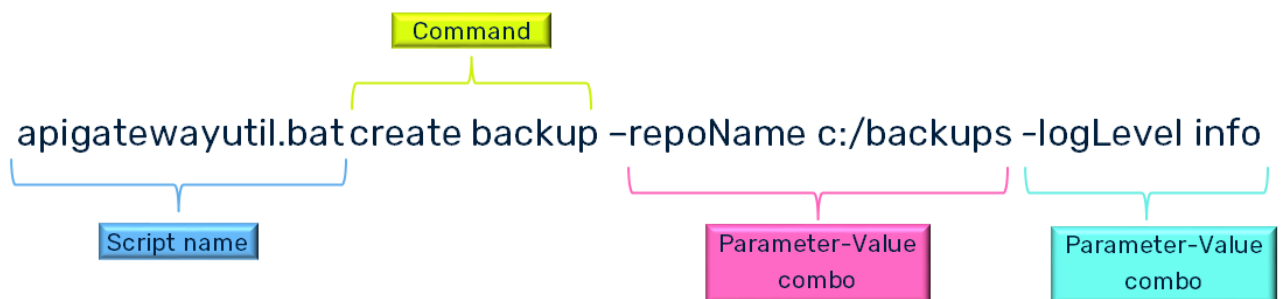 Command
apigatewayutil.bat create backup –repoName c:/backups -logLevel info
Script name
Parameter-Value
combo
Parameter-Value
combo